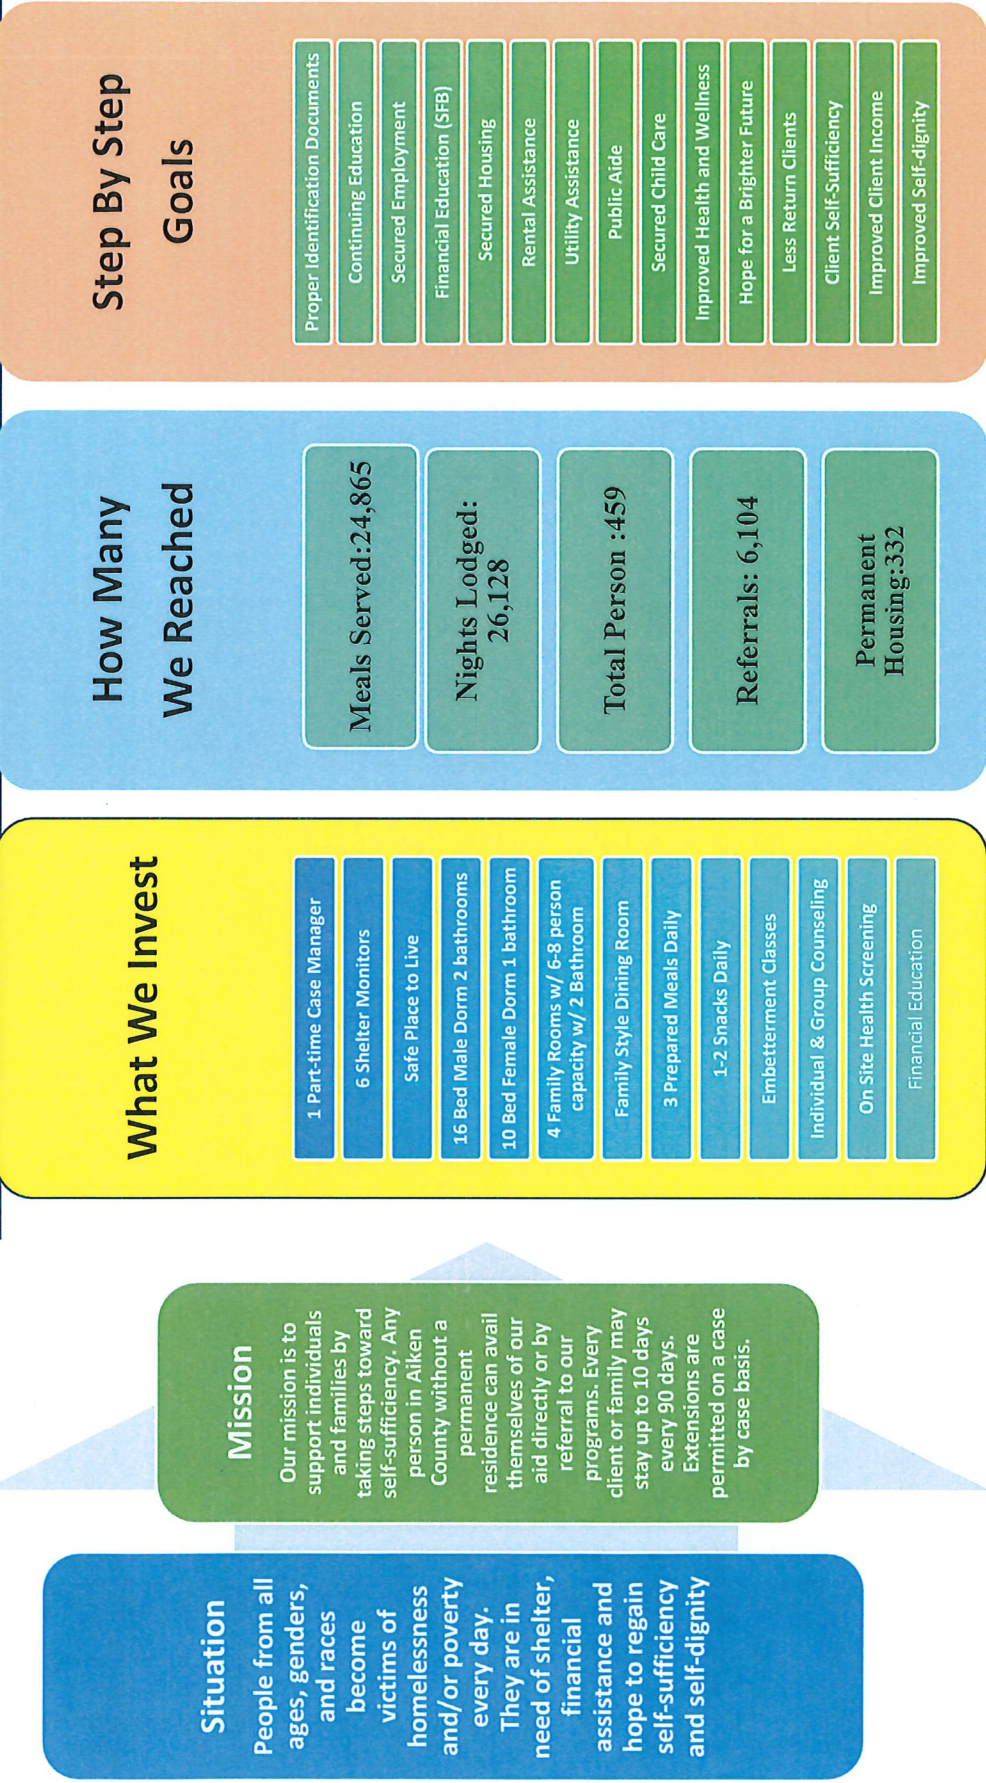 Situation
People from all
ages, genders,
and races
become
victims of
homelessness
and/or poverty
every day.
They are in
need of shelter,
financial
assistance and
hope to regain
self-sufficiency
and self-dignity
Mission
Our mission is to
support individuals
and families by
taking steps toward
self-sufficiency. Any
person in Aiken
County without a
permanent
residence can avail
themselves of our
aid directly or by
referral to our
programs. Every
client or family may
stay up to 10 days
every 90 days.
Extensions are
permitted on a case
by case basis.
What We Invest
1 Part-time Case Manager
6 Shelter Monitors
Safe Place to Live
16 Bed Male Dorm 2 bathrooms
10 Bed Female Dorm 1 bathroom
4 Family Rooms w/ 6-8 person
capacity w/ 2 Bathroom
Family Style Dining Room
3 Prepared Meals Daily
1-2 Snacks Daily
Embetterment Classes
Individual & Group Counseling
On Site Health Screening
Financial Education
How Many
We Reached
Meals Served:24,865
Nights Lodged:
26,128
Total Person :459
Referrals: 6,104
Permanent
Housing:332
Step By Step
Goals
Proper Identification Documents
Continuing Education
Secured Employment
Financial Education (SFB)
Secured Housing
Rental Assistance
Utility Assistance
Public Aide
Secured Child Care
Inproved Health and Wellness
Hope for a Brighter Future
Less Return Clients
Client Self-Sufficiency
Improved Client Income
Improved Self-dignity